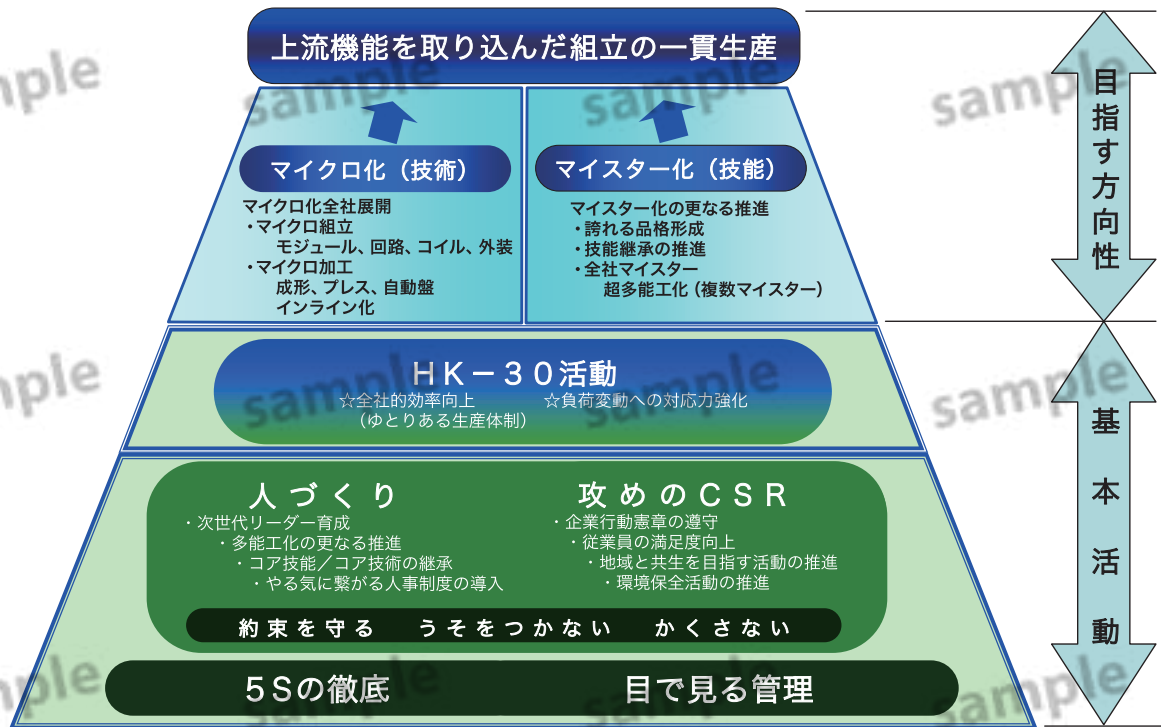 上流機能を取り込んだ組立の一貫生産
マイクロ化（技術）
マイクロ化全社展開
・マイクロ組立
モジュール、回路、コイル、外装
・マイクロ加工
成形、プレス、自動盤
インライン化
マイスター化（技能）
マイスター化の更なる推進
・誇れる品格形成
・技能継承の推進
・全社マイスター
超多能工化（複数マイスター）
目指す方向性
HK－30活動
☆全社的効率向上
（ゆとりある生産体制）
☆負荷変動への対応力強化
人づくり
・次世代リーダー育成
・多能工化の更なる推進
・コア技能／コア技術の継承
・やる気に繋がる人事制度の導入
攻めのCSR
・企業行動憲章の遵守
・従業員の満足度向上
・地域と共生を目指す活動の推進
・環境保全活動の推進
約束を守る　うそをつかない　かくさない
5Sの徹底　目で見る管理
基本活動
mple
sample
sample
sample
mple
sample
sample
sample
mple
sample
sample
sample